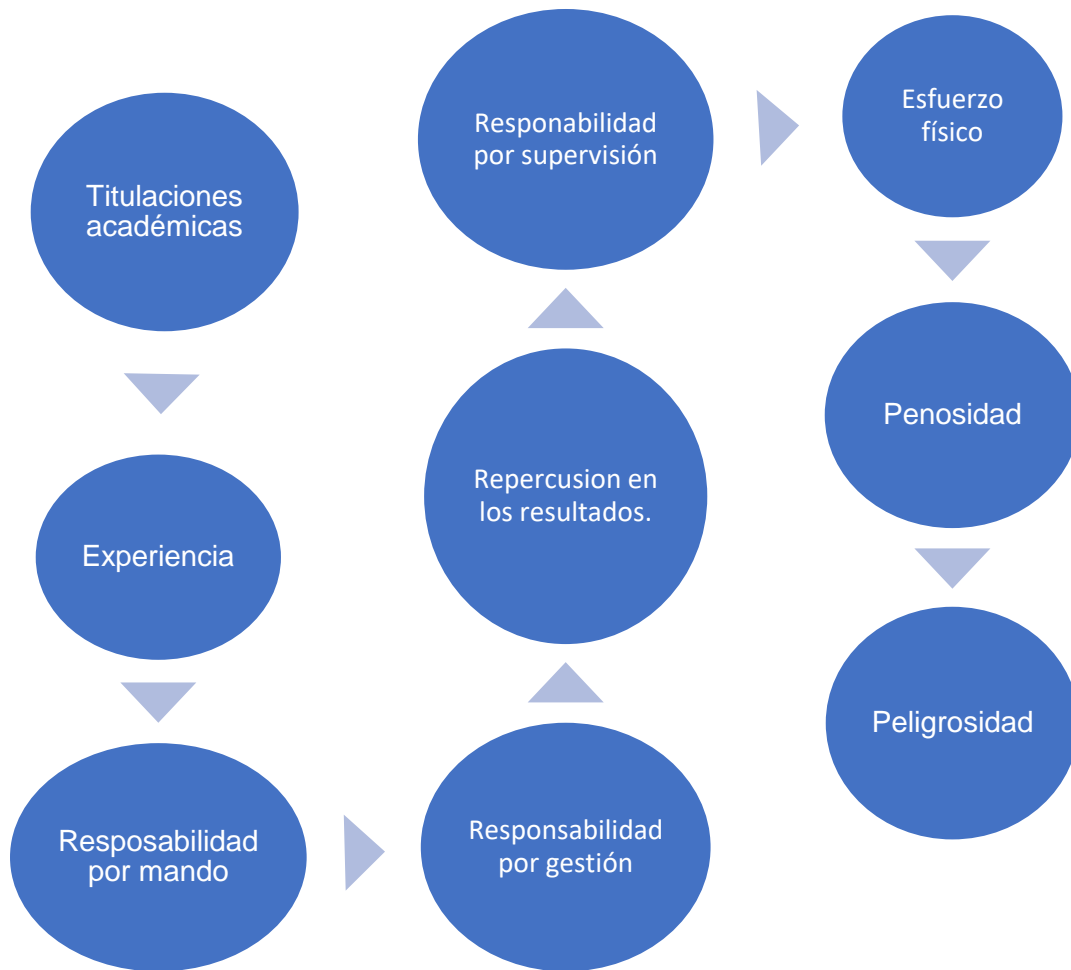 Titulaciones
académicas
Experiencia
Resposabilidad
por mando
Responsabilidad
por gestión
Repercusion en
los resultados.
Responabilidad
por supervisión
Esfuerzo
físico
Penosidad
Peligrosidad